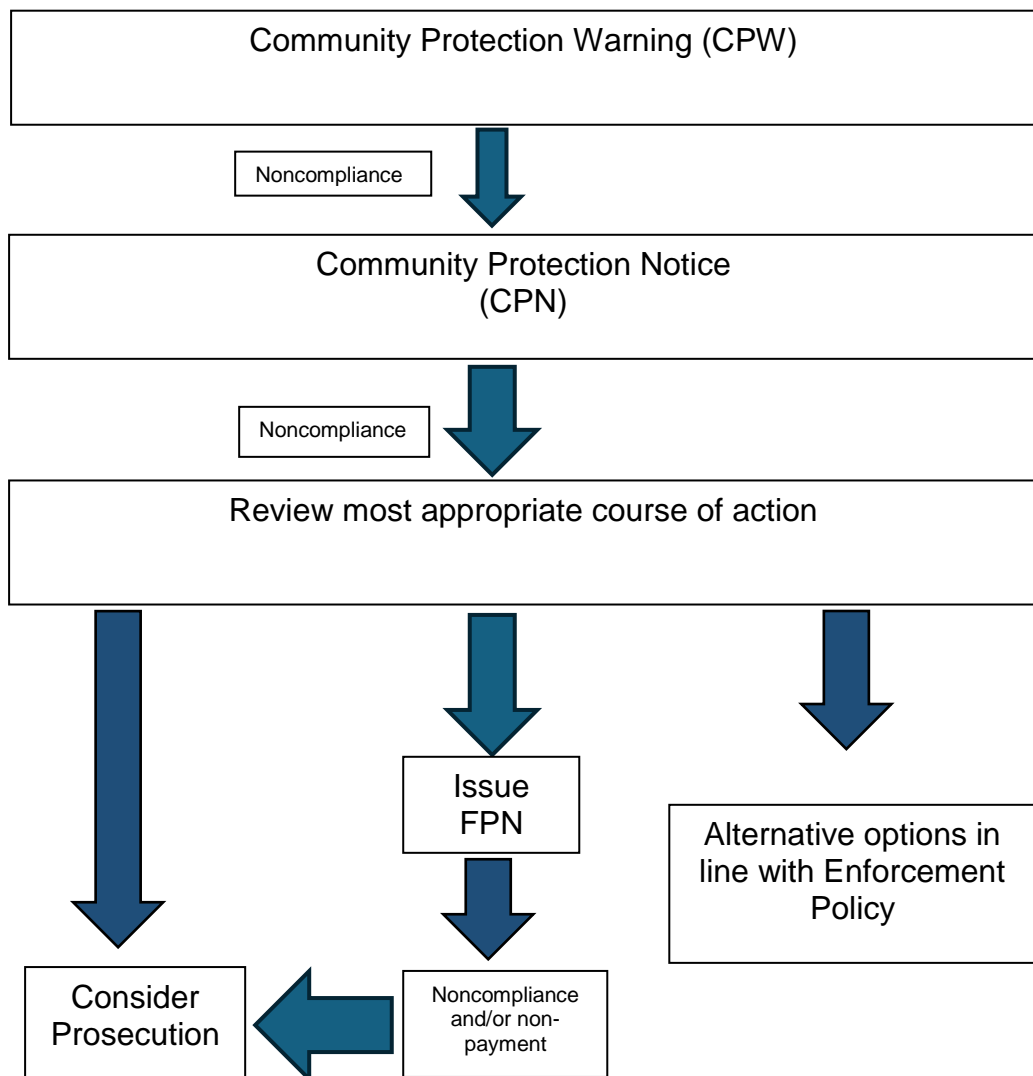 Community Protection Warning (CPW)
Noncompliance
Community Protection Notice
(CPN)
Noncompliance
Review most appropriate course of action
Issue
FPN
Alternative options in
line with Enforcement
Policy
Consider
Prosecution
Noncompliance
and/or non-
payment